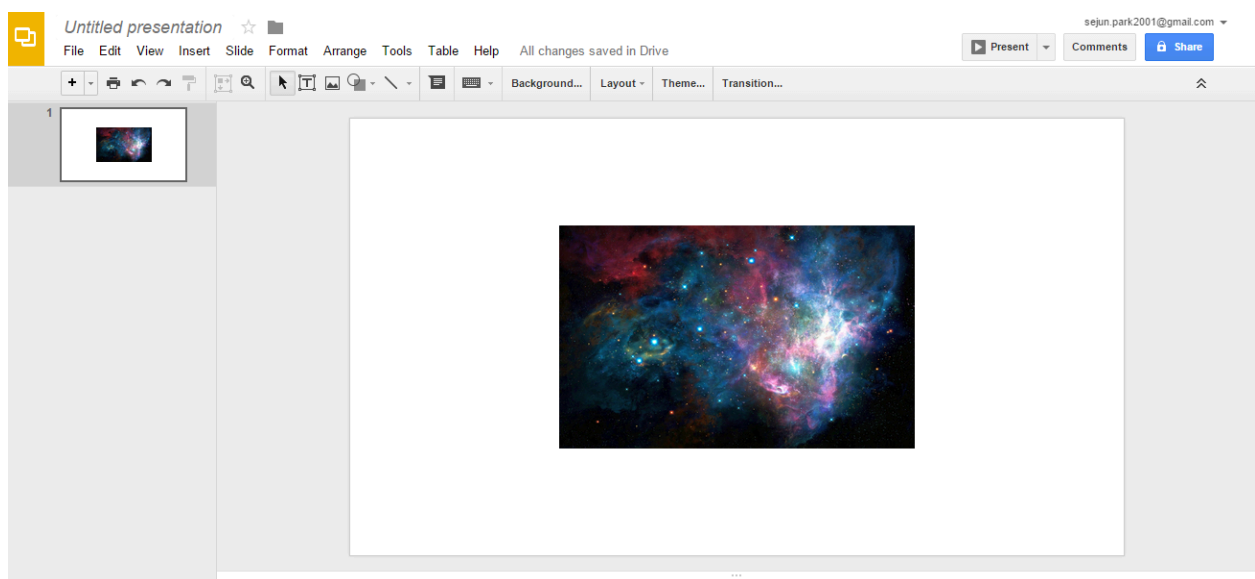 Untitled presentation
sejun.park2001@gmail.com
File Edit View Insert Slide Format Arrange Tools Table Help All changes saved in Drive
Present Comments Share
Background... Layout Theme... Transition...
1